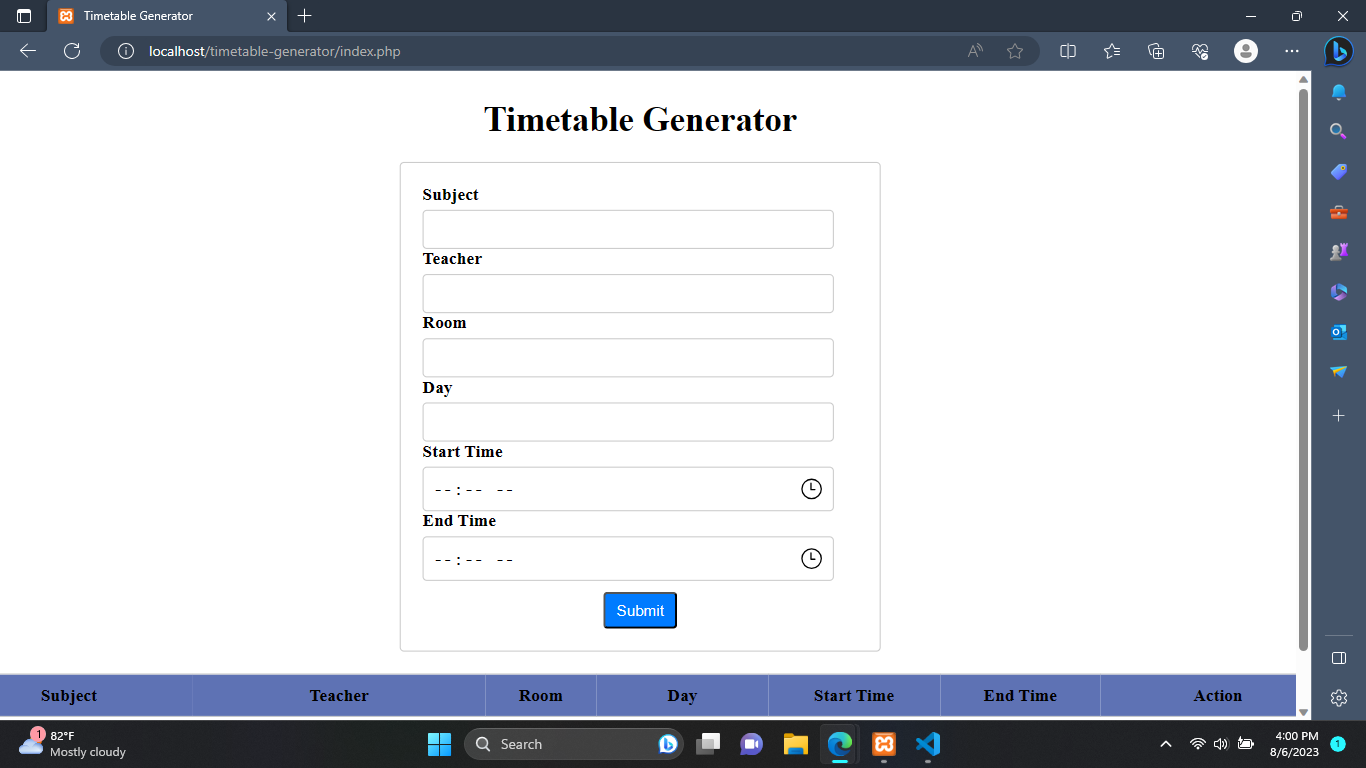 Timetable Generator
localhost/timetable-generator/index.php
Timetable Generator
Subject
Teacher
Room
Day
Start Time
--:-- --
End Time
--:-- --
Submit
Subject Teacher Room Day Start Time End Time Action
1
82°F
Mostly cloudy
Search
4:00 PM
8/6/2023
1